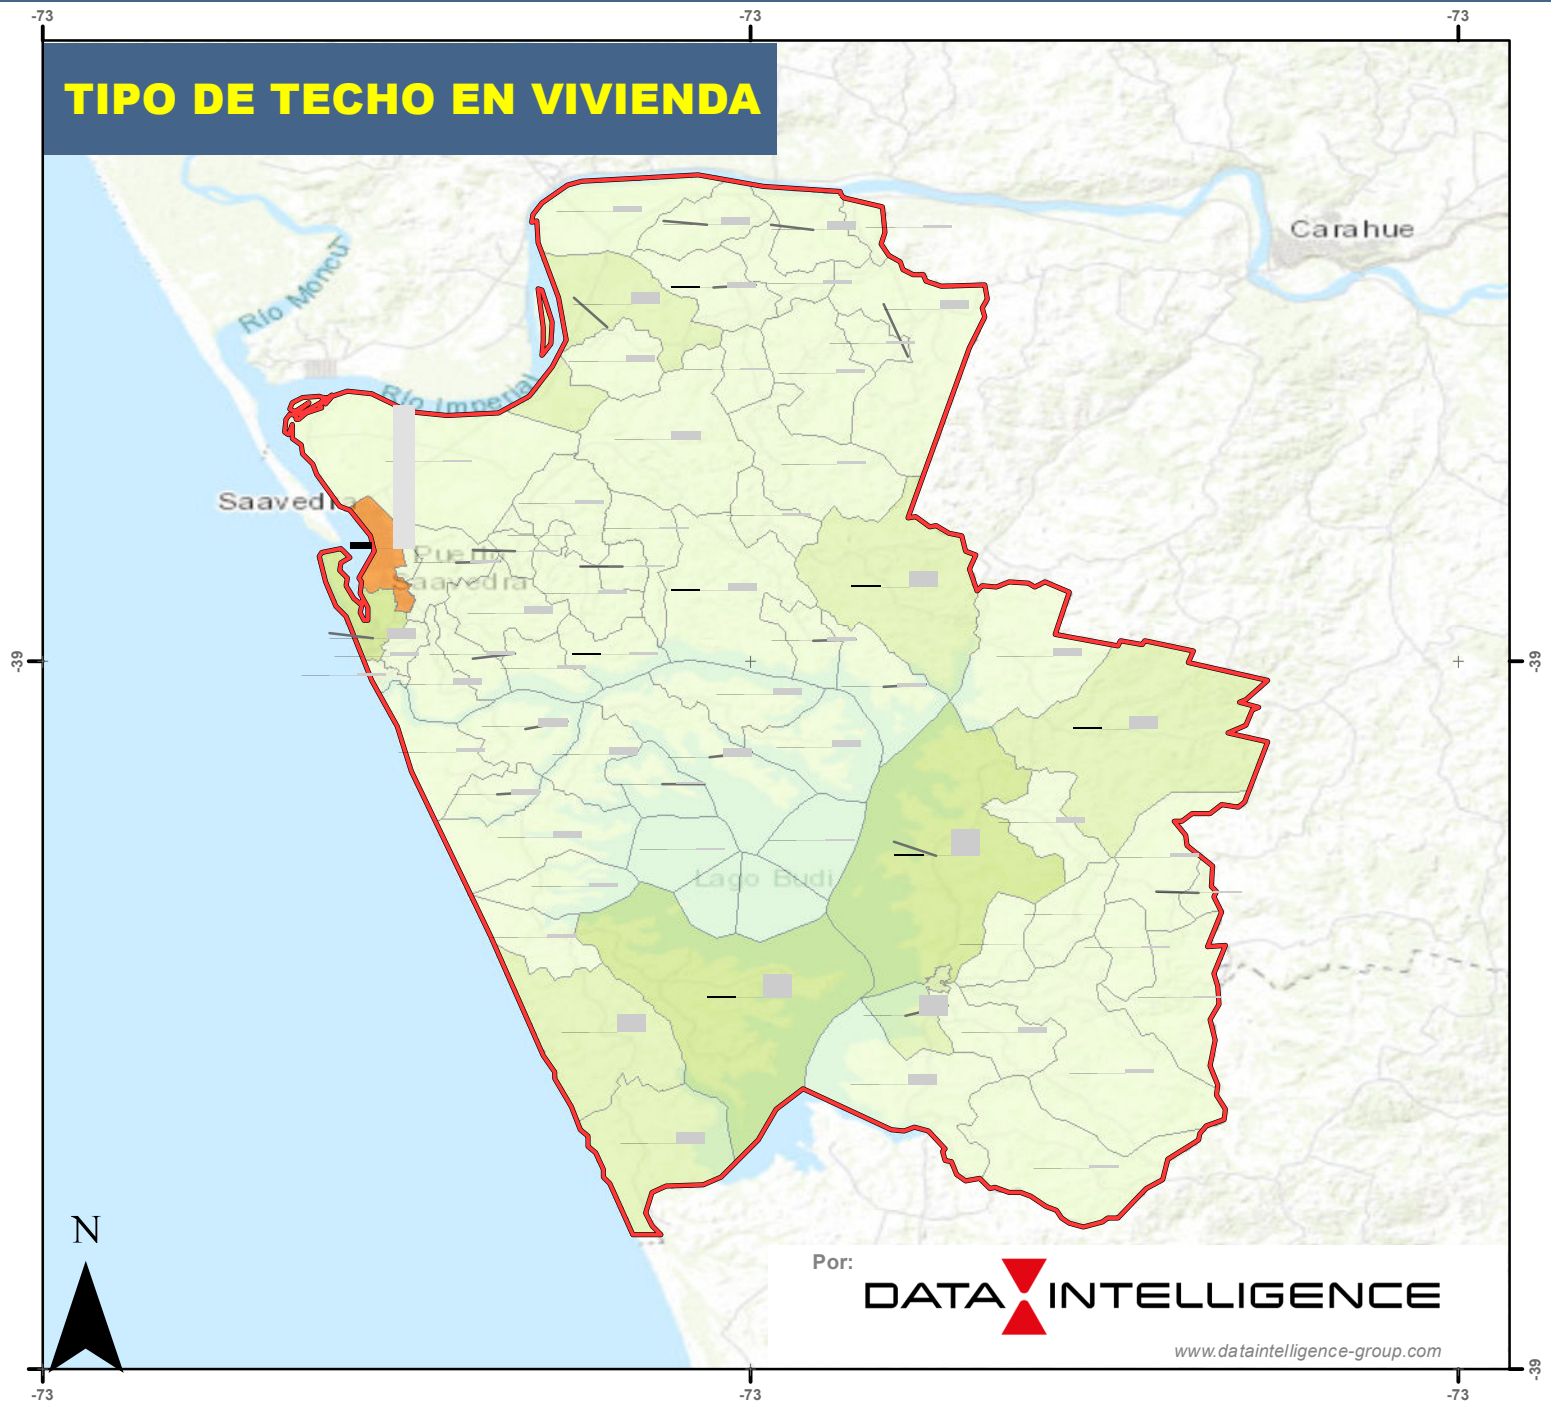 -73
-73
-73
TIPO DE TECHO EN VIVIENDA
Carahue
Río Moncul
Río Imperial
Saavedra
Puerto
Saavedra
-39
-39
Lago Budi
N
Por:
DATA INTELLIGENCE
www.dataintelligence-group.com
-39
-73
-73
-73